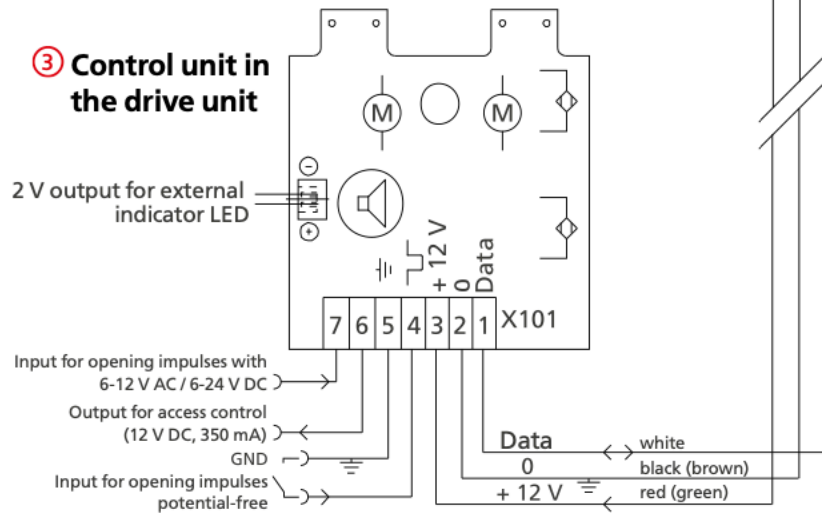 ③ Control unit in
the drive unit
M
M
2 V output for external
indicator LED
−
+
+ 12 V
0
Data
7 6 5 4 3 2 1 X101
Input for opening impulses with
6-12 V AC / 6-24 V DC
Output for access control
(12 V DC, 350 mA)
GND
Input for opening impulses
potential-free
Data white
0 black (brown)
+ 12 V red (green)